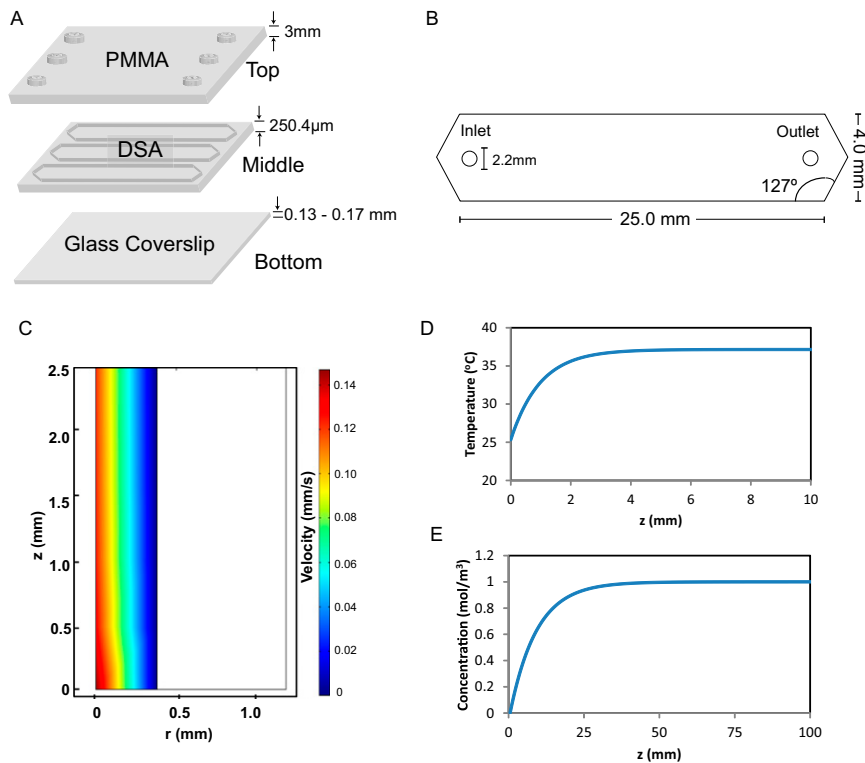 A
PMMA
3mm
Top
DSA
250.4µm
Middle
Glass Coverslip
0.13 - 0.17 mm
Bottom
B
Inlet
Outlet
2.2mm
127º
4.0 mm
25.0 mm
C
2.5
2.0
1.5
1.0
0.5
0
z (mm)
0
0.5
1.0
r (mm)
0.14
0.12
0.10
0.08
0.06
0.04
0.02
0
Velocity (mm/s)
D
40
35
30
25
20
Temperature (ºC)
0
2
4
6
8
10
z (mm)
E
1.2
1
0.8
0.6
0.4
0.2
0
Concentration (mol/m³)
0
25
50
75
100
z (mm)